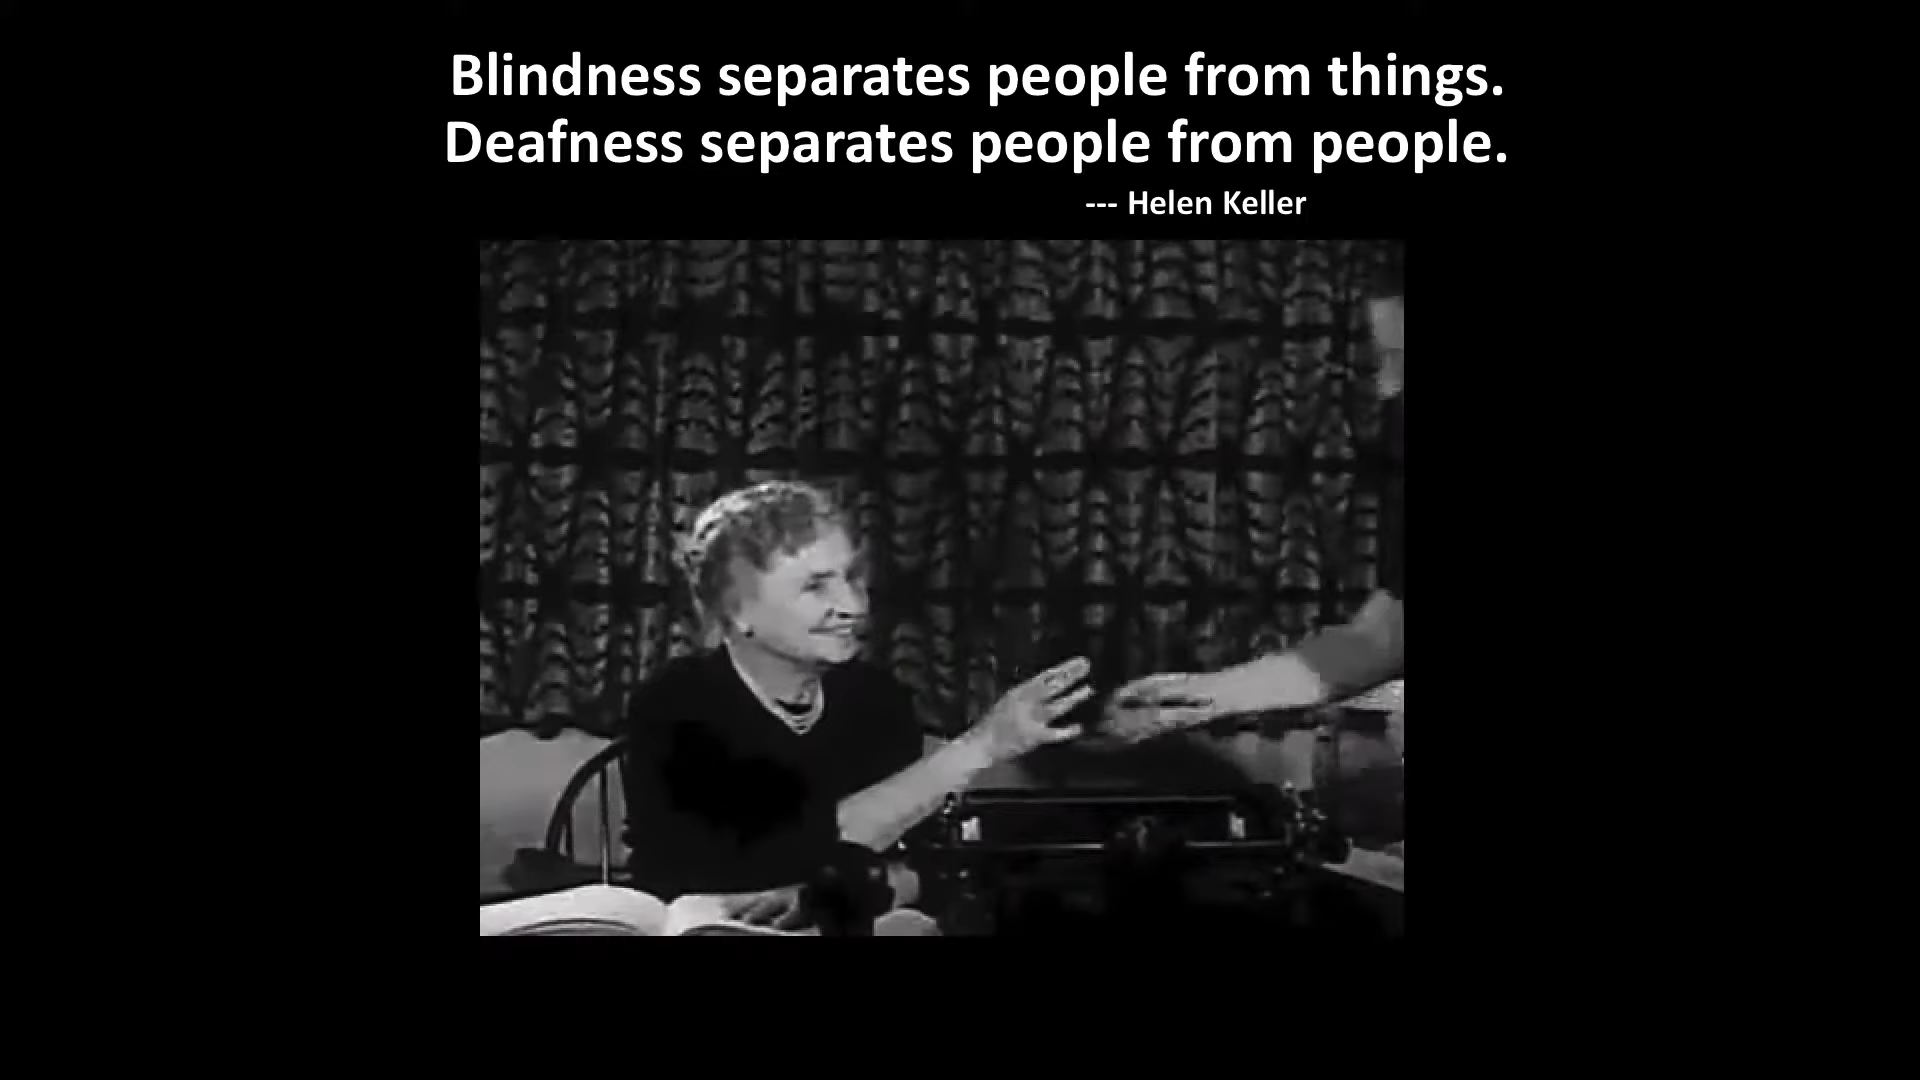 Blindness separates people from things.
Deafness separates people from people.
--- Helen Keller